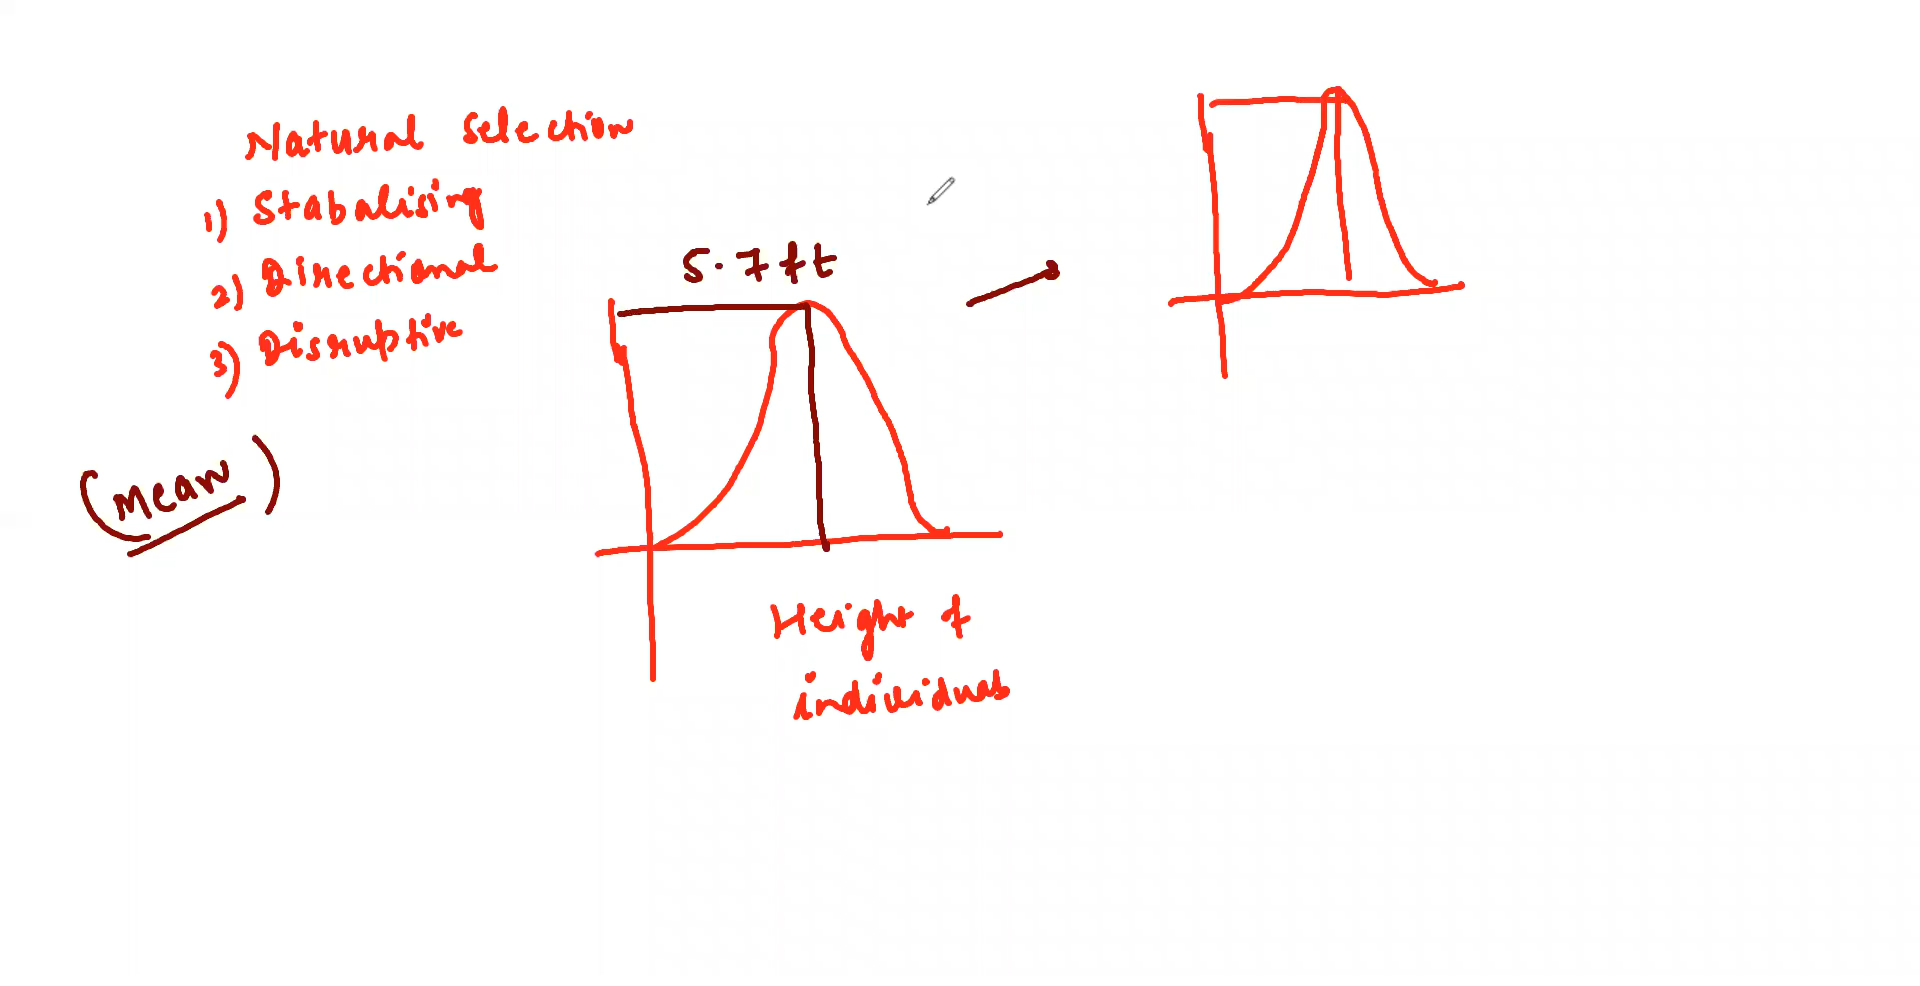 Natural Selection
1) Stabalising
2) Directional
3) Disruptive
(Mean)
5.7ft
Height of
individuals